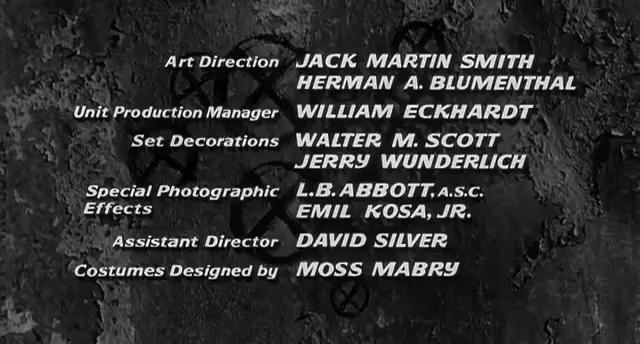 Art Direction JACK MARTIN SMITH
HERMAN A. BLUMENTHAL
Unit Production Manager WILLIAM ECKHARDT
Set Decorations WALTER M. SCOTT
JERRY WUNDERLICH
Special Photographic L.B. ABBOTT, A.S.C.
Effects EMIL KOSA, JR.
Assistant Director DAVID SILVER
Costumes Designed by MOSS MABRY